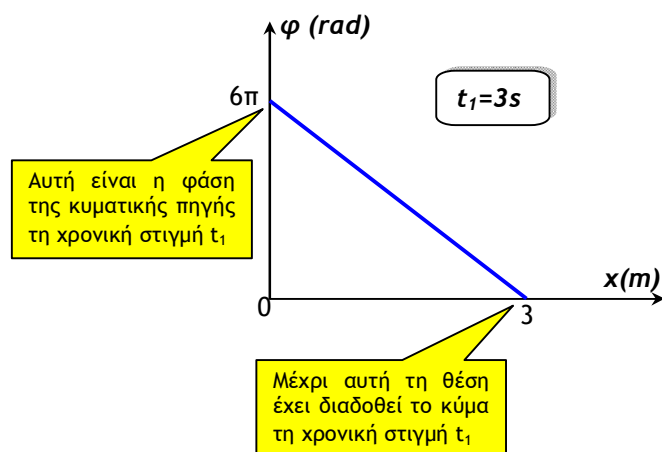 φ (rad)
t₁=3s
6π
Αυτή είναι η φάση
της κυματικής πηγής
τη χρονική στιγμή t₁
x(m)
0
3
Μέχρι αυτή τη θέση
έχει διαδοθεί το κύμα
τη χρονική στιγμή t₁